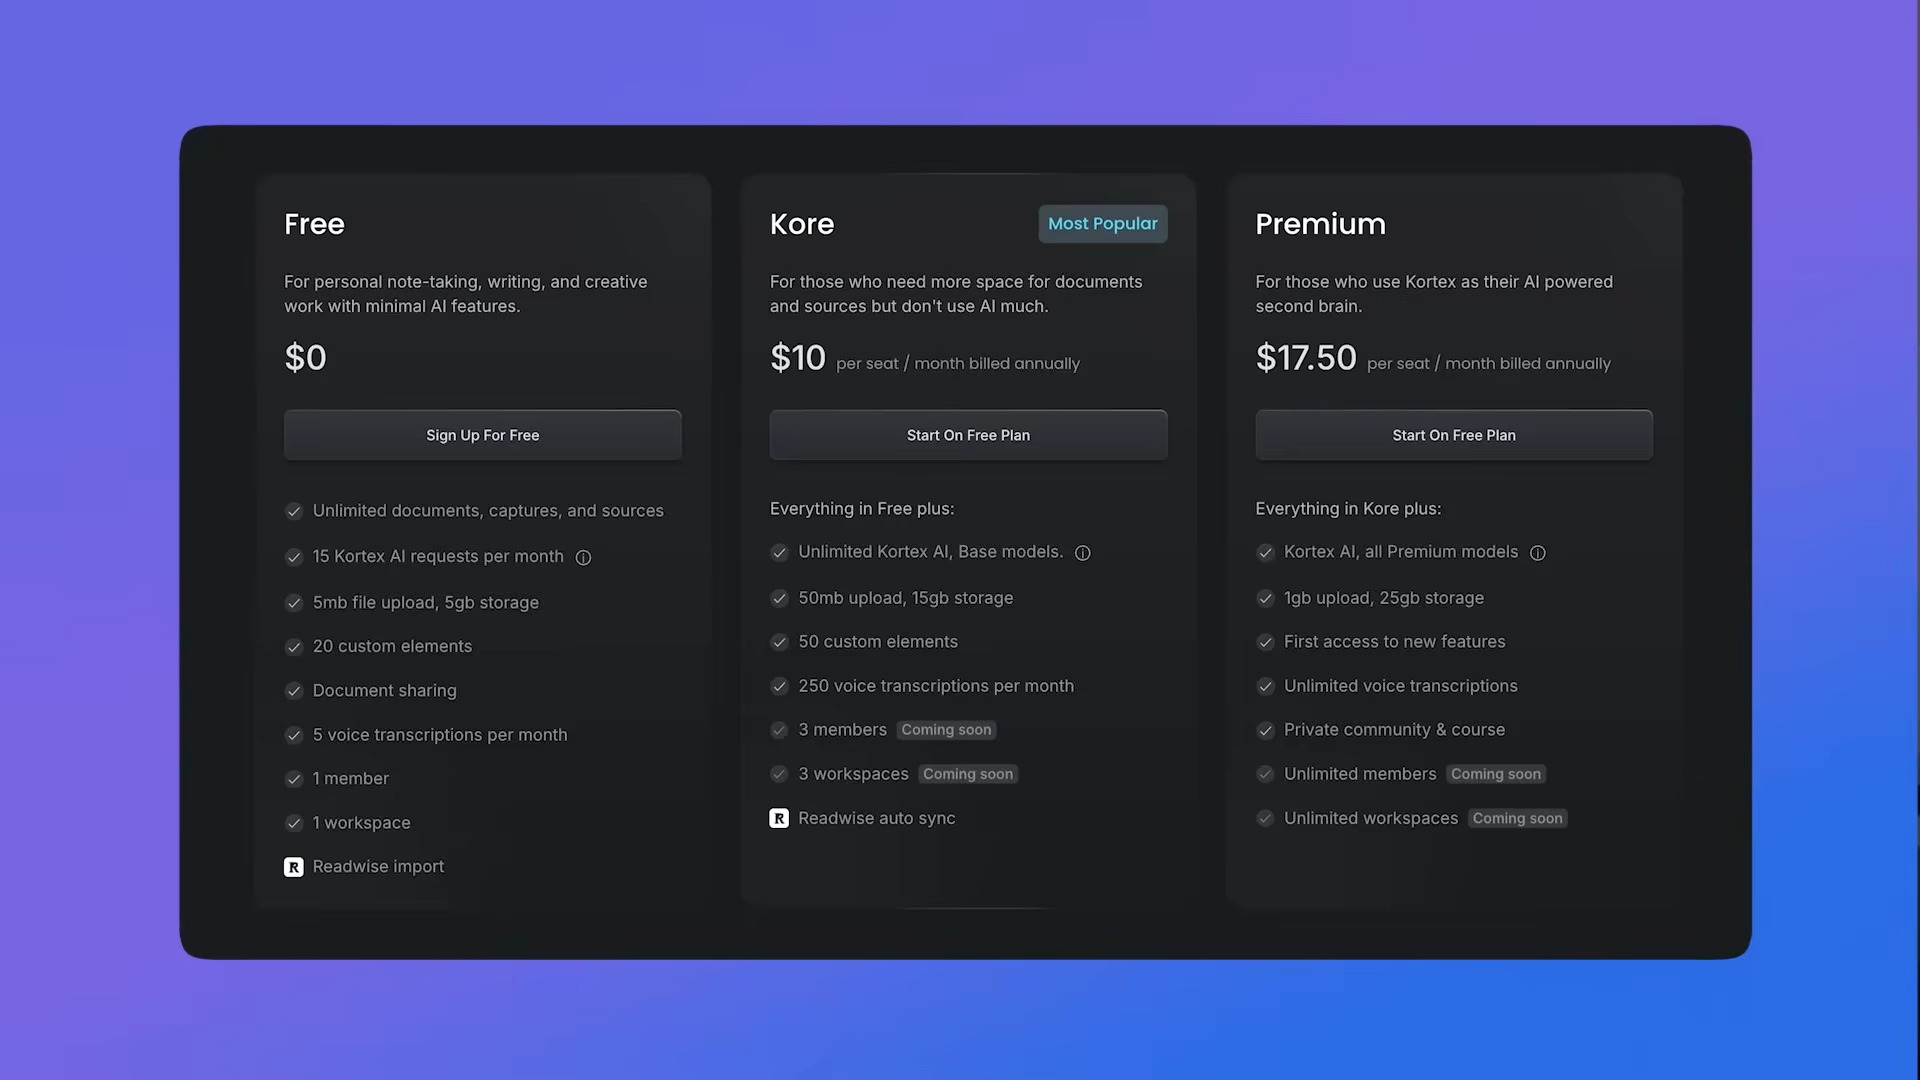 Free
For personal note-taking, writing, and creative
work with minimal AI features.
$0
Sign Up For Free
Unlimited documents, captures, and sources
15 Kortex AI requests per month
5mb file upload, 5gb storage
20 custom elements
Document sharing
5 voice transcriptions per month
1 member
1 workspace
R Readwise import
Kore
Most Popular
For those who need more space for documents
and sources but don't use AI much.
$10 per seat / month billed annually
Start On Free Plan
Everything in Free plus:
Unlimited Kortex AI, Base models.
50mb upload, 15gb storage
50 custom elements
250 voice transcriptions per month
3 members Coming soon
3 workspaces Coming soon
R Readwise auto sync
Premium
For those who use Kortex as their AI powered
second brain.
$17.50 per seat / month billed annually
Start On Free Plan
Everything in Kore plus:
Kortex AI, all Premium models
1gb upload, 25gb storage
First access to new features
Unlimited voice transcriptions
Private community & course
Unlimited members Coming soon
Unlimited workspaces Coming soon